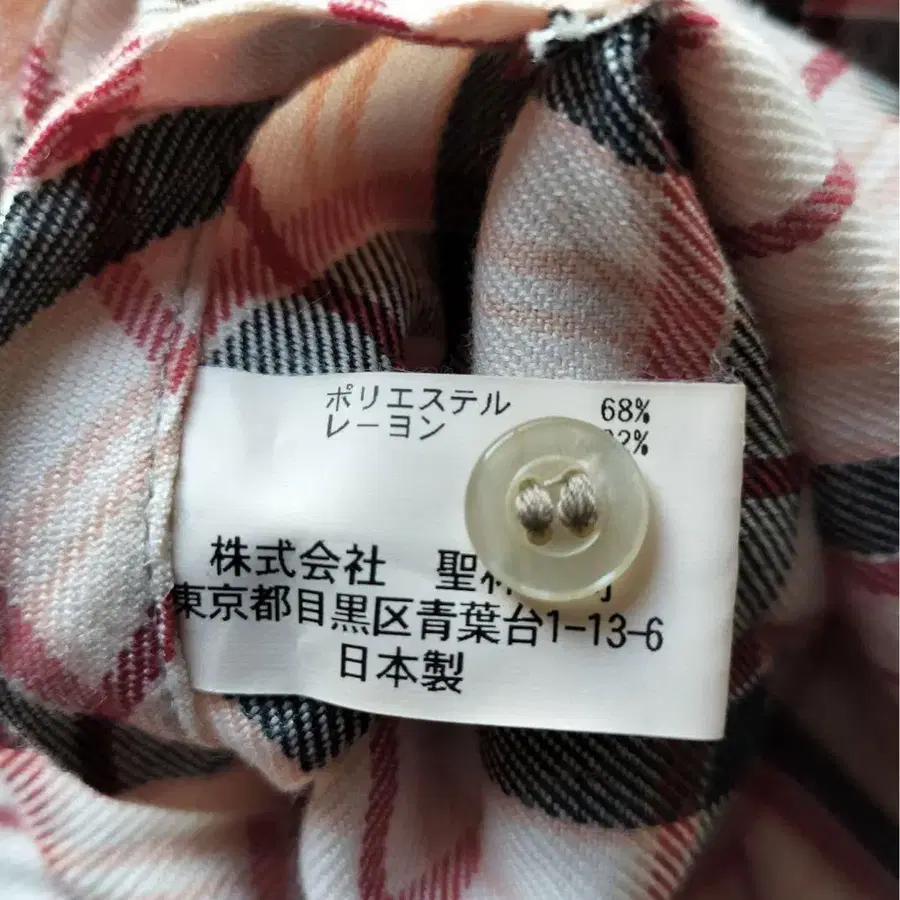 ポリエステル 68%
レーヨン
株式会社 聖林
東京都目黒区青葉台1-13-6
日本製